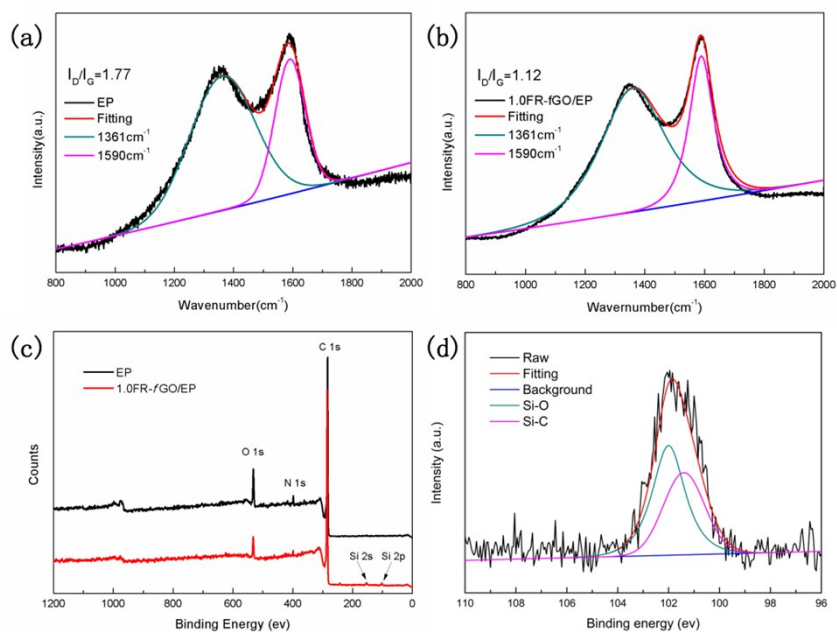 (a)
I_D/I_G=1.77
EP
Fitting
1361cm⁻¹
1590cm⁻¹
Intensity(a.u.)
800 1000 1200 1400 1600 1800 2000
Wavenumber(cm⁻¹)
(b)
I_D/I_G=1.12
1.0FR-fGO/EP
Fitting
1361cm⁻¹
1590cm⁻¹
Intensity(a.u.)
800 1000 1200 1400 1600 1800 2000
Wavernumber(cm⁻¹)
(c)
EP
1.0FR-fGO/EP
C 1s
O 1s
N 1s
Si 2s
Si 2p
Counts
1200 1000 800 600 400 200 0
Binding Energy (ev)
(d)
Raw
Fitting
Background
Si-O
Si-C
Intensity (a.u.)
110 108 106 104 102 100 98 96
Binding energy (ev)